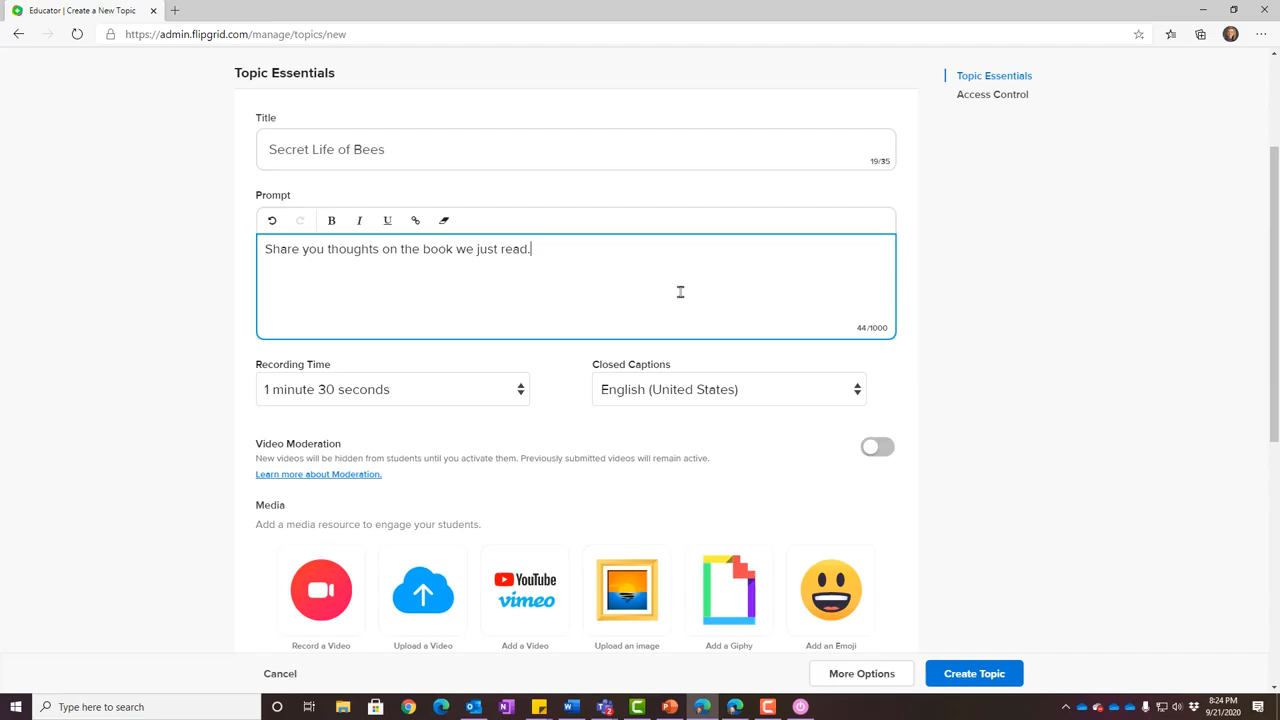 Educator | Create a New Topic
https://admin.flipgrid.com/manage/topics/new
Topic Essentials
Topic Essentials
Access Control
Title
Secret Life of Bees
19/35
Prompt
B I U
Share you thoughts on the book we just read.
44/1000
Recording Time
Closed Captions
1 minute 30 seconds
English (United States)
Video Moderation
New videos will be hidden from students until you activate them. Previously submitted videos will remain active.
Learn more about Moderation.
Media
Add a media resource to engage your students.
YouTube
vimeo
Record a Video
Upload a Video
Add a Video
Upload an image
Add a Giphy
Add an Emoji
Cancel
More Options
Create Topic
Type here to search
8:24 PM
9/21/2020